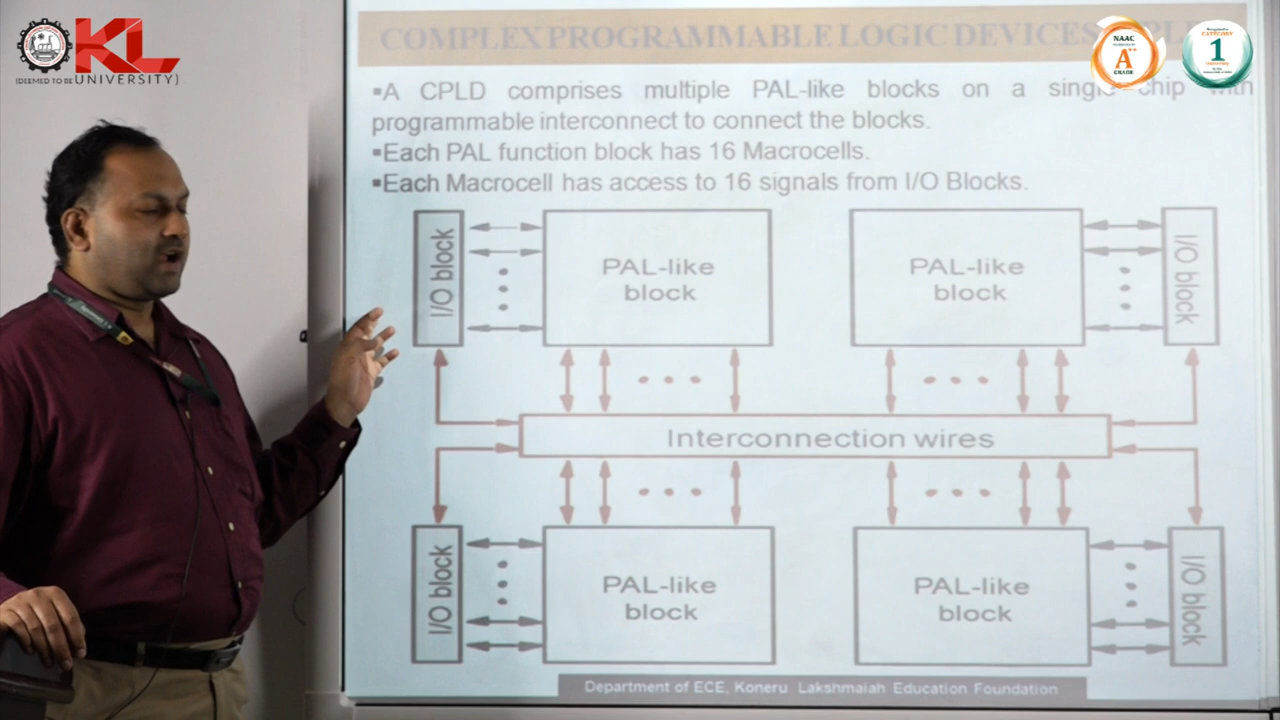 KL
(DEEMED TO BE UNIVERSITY)
COMPLEX PROGRAMMABLE LOGIC DEVICES
NAAC
A++
GRADE
CATEGORY
1
▪A CPLD comprises multiple PAL-like blocks on a single chip with
programmable interconnect to connect the blocks.
▪Each PAL function block has 16 Macrocells.
▪Each Macrocell has access to 16 signals from I/O Blocks.
I/O block
PAL-like
block
PAL-like
block
I/O block
Interconnection wires
I/O block
PAL-like
block
PAL-like
block
I/O block
Department of ECE, Koneru Lakshmaiah Education Foundation